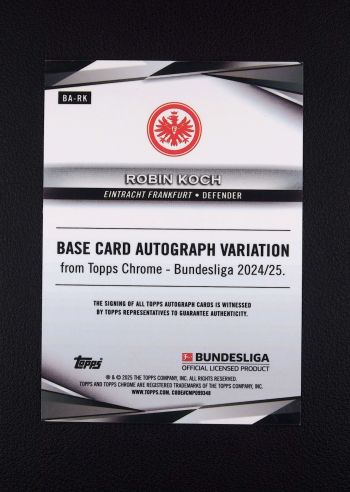 BA-RK
ROBIN KOCH
EINTRACHT FRANKFURT • DEFENDER
BASE CARD AUTOGRAPH VARIATION
from Topps Chrome - Bundesliga 2024/25.
THE SIGNING OF ALL TOPPS AUTOGRAPH CARDS IS WITNESSED
BY TOPPS REPRESENTATIVES TO GUARANTEE AUTHENTICITY.
topps
BUNDESLIGA
OFFICIAL LICENSED PRODUCT
® & © 2025 THE TOPPS COMPANY, INC. ALL RIGHTS RESERVED.
TOPPS AND TOPPS CHROME ARE REGISTERED TRADEMARKS OF THE TOPPS COMPANY, INC.
WWW.TOPPS.COM. CODE#CMP099348